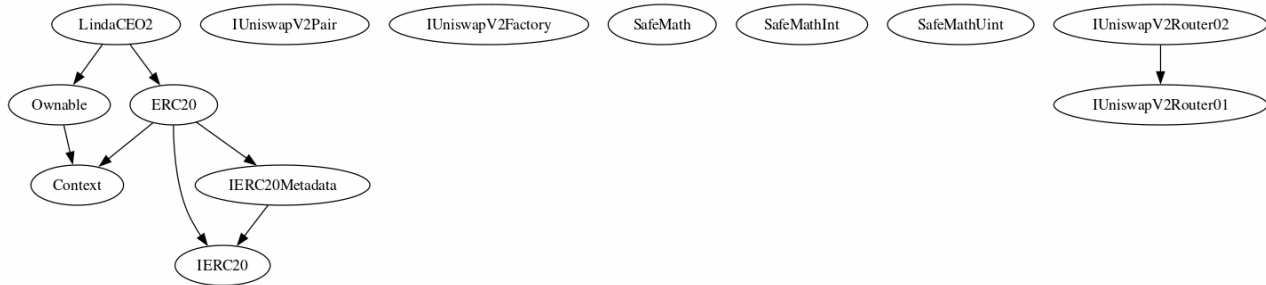 LindaCEO2 IUniswapV2Pair IUniswapV2Factory SafeMath SafeMathInt SafeMathUint IUniswapV2Router02
Ownable ERC20 IUniswapV2Router01
Context IERC20Metadata
IERC20